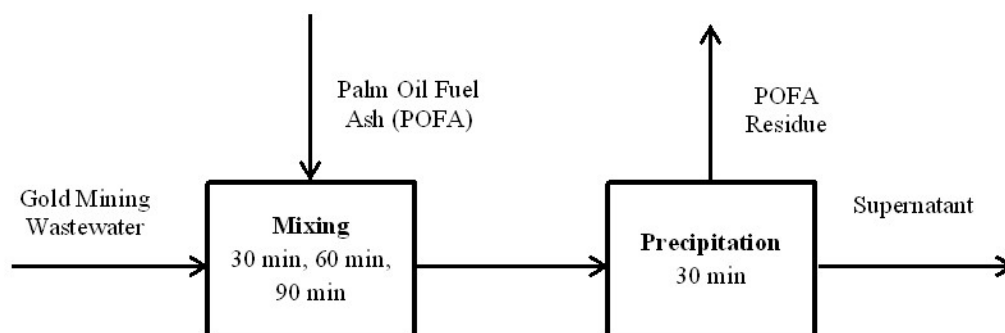 Palm Oil Fuel
Ash (POFA)
POFA
Residue
Gold Mining
Wastewater
Mixing
30 min, 60 min,
90 min
Precipitation
30 min
Supernatant